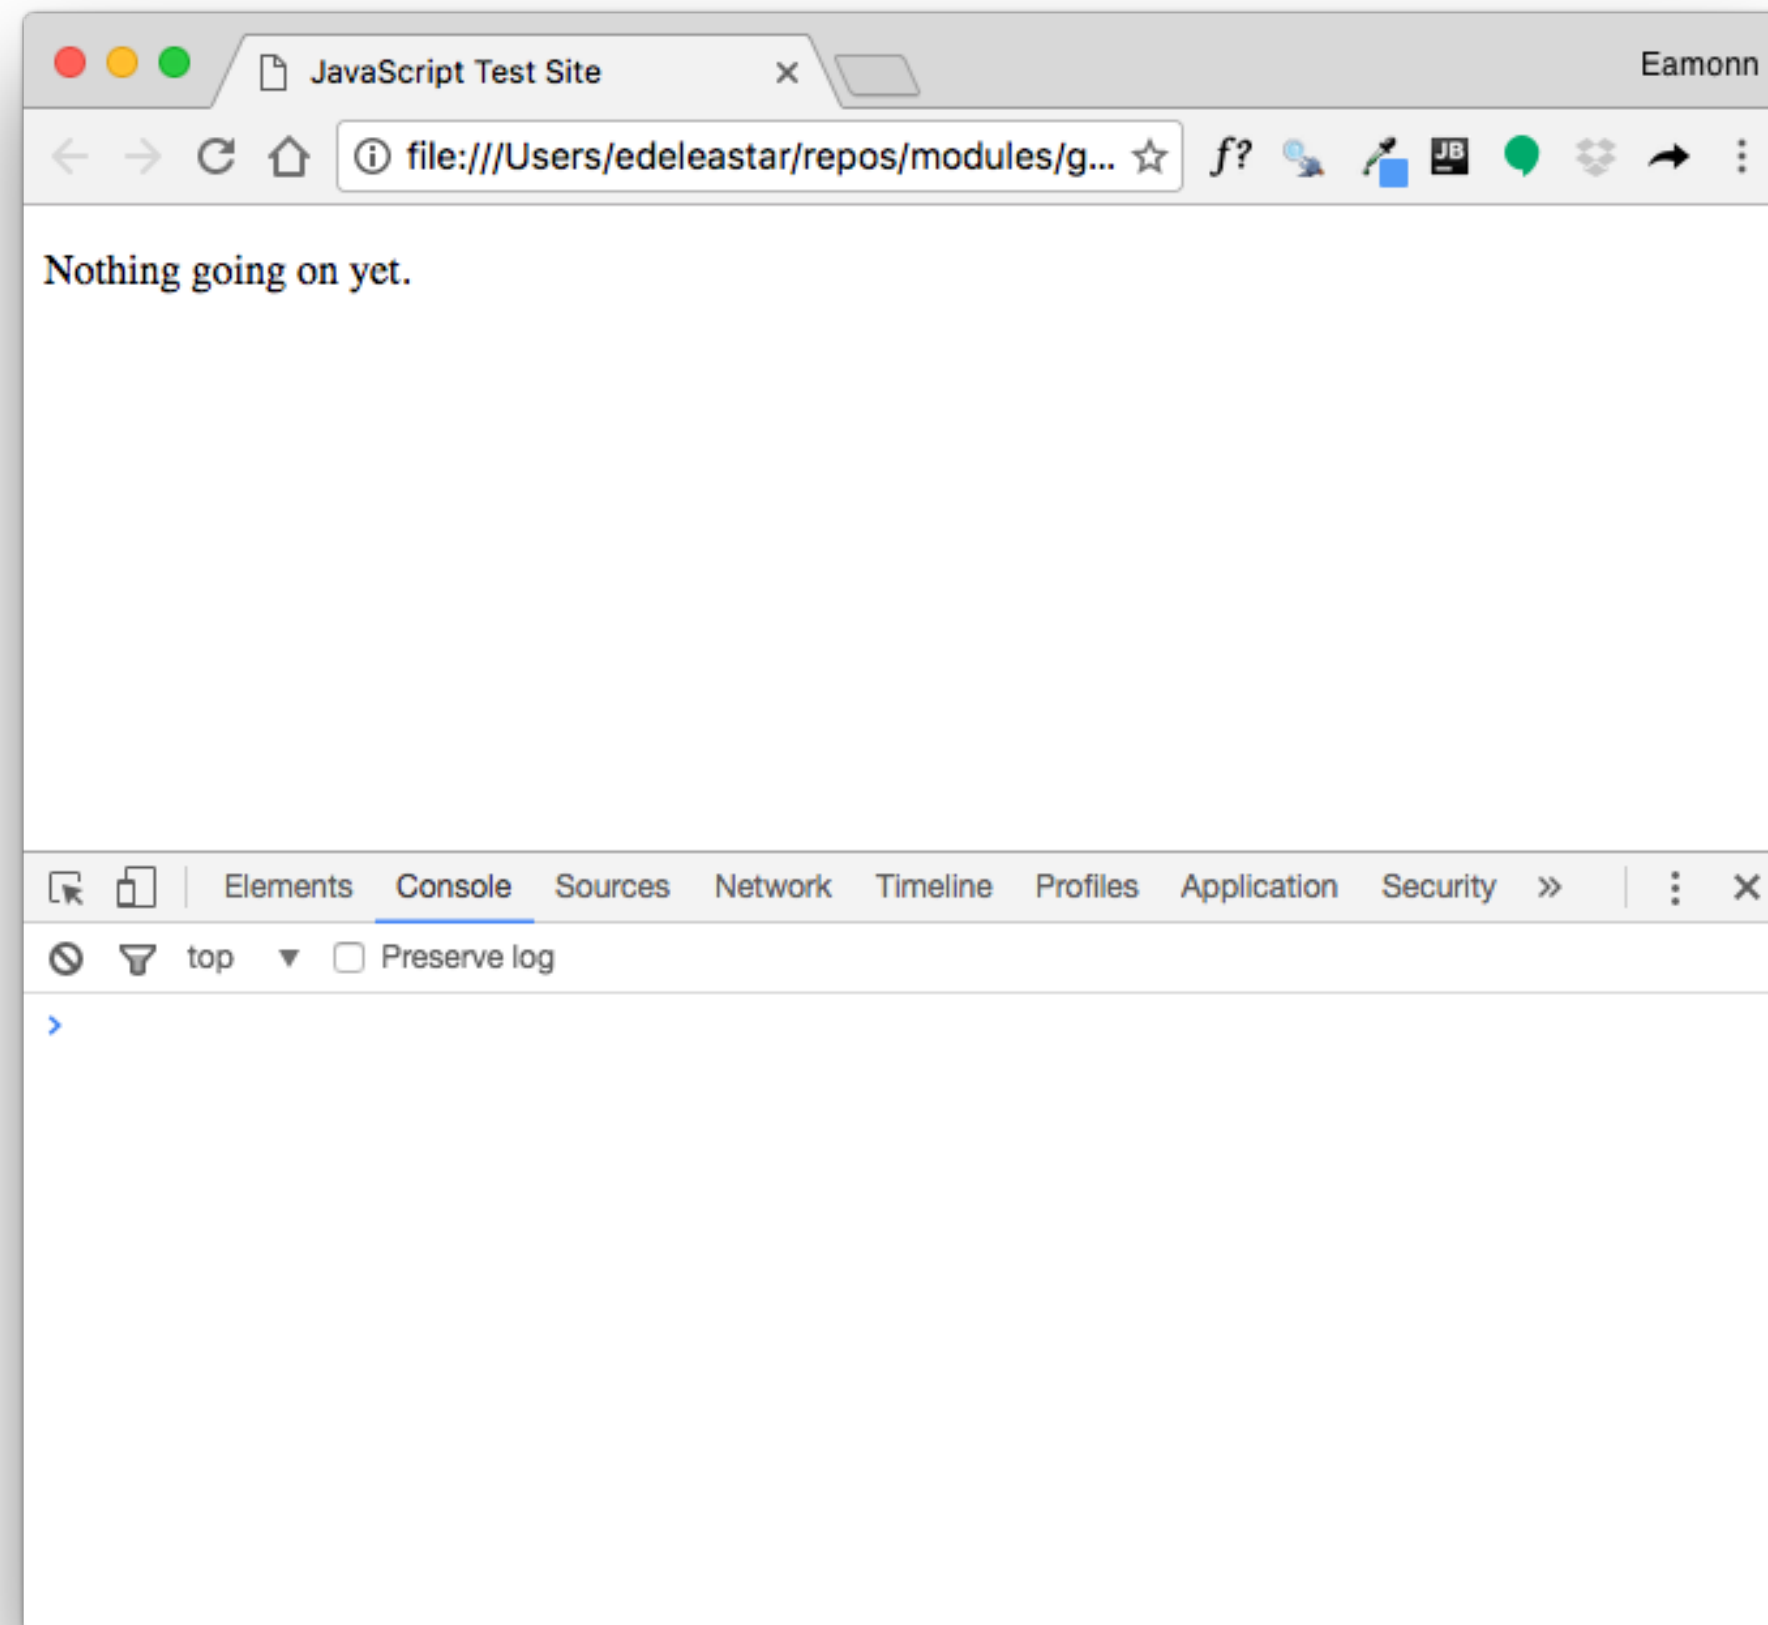 JavaScript Test Site
Eamonn
file:///Users/edeleastar/repos/modules/g...
f?
JB
Nothing going on yet.
Elements Console Sources Network Timeline Profiles Application Security »
top Preserve log
>